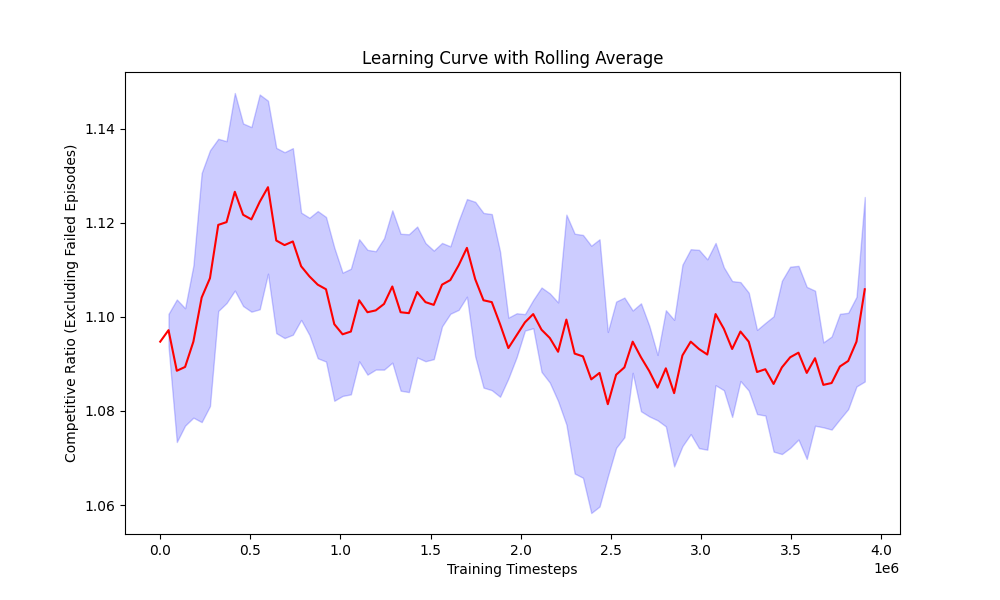 Learning Curve with Rolling Average
Competitive Ratio (Excluding Failed Episodes)
1.14
1.12
1.10
1.08
1.06
0.0 0.5 1.0 1.5 2.0 2.5 3.0 3.5 4.0
1e6
Training Timesteps